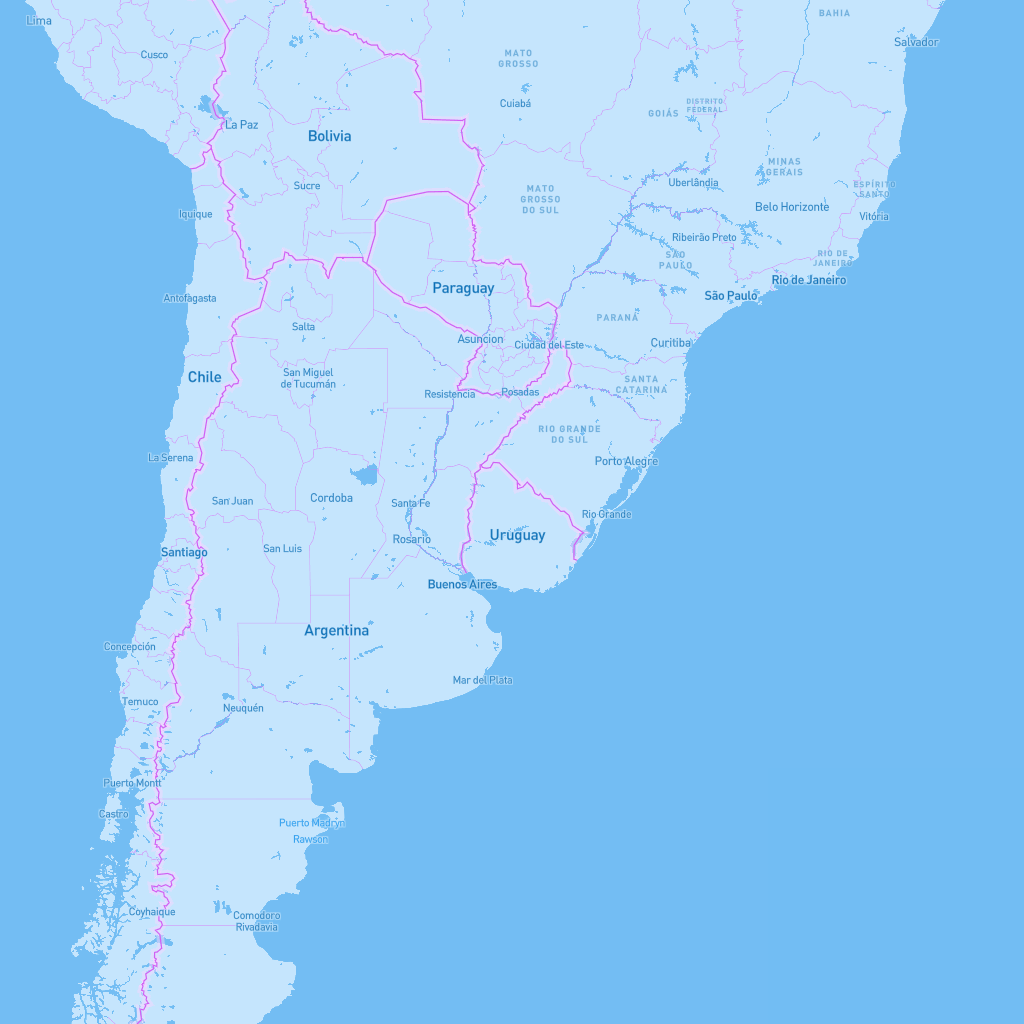 Lima
BAHIA
Salvador
Cusco
MATO
GROSSO
Cuiabá
DISTRITO
FEDERAL
GOIÁS
La Paz
Bolivia
MINAS
GERAIS
Uberlândia
Sucre
ESPÍRITO
SANTO
MATO
GROSSO
DO SUL
Belo Horizonte
Iquique
Vitória
Ribeirão Preto
SÃO
PAULO
RIO DE
JANEIRO
Rio de Janeiro
Paraguay
São Paulo
Antofagasta
PARANÁ
Salta
Asuncion
Ciudad del Este
Curitiba
Chile
San Miguel
de Tucumán
SANTA
CATARINA
Resistencia
Posadas
RIO GRANDE
DO SUL
La Serena
Porto Alegre
San Juan
Cordoba
Santa Fe
Rio Grande
Rosario
Uruguay
Santiago
San Luis
Buenos Aires
Argentina
Concepción
Mar del Plata
Temuco
Neuquén
Puerto Montt
Castro
Puerto Madryn
Rawson
Coyhaique
Comodoro
Rivadavia